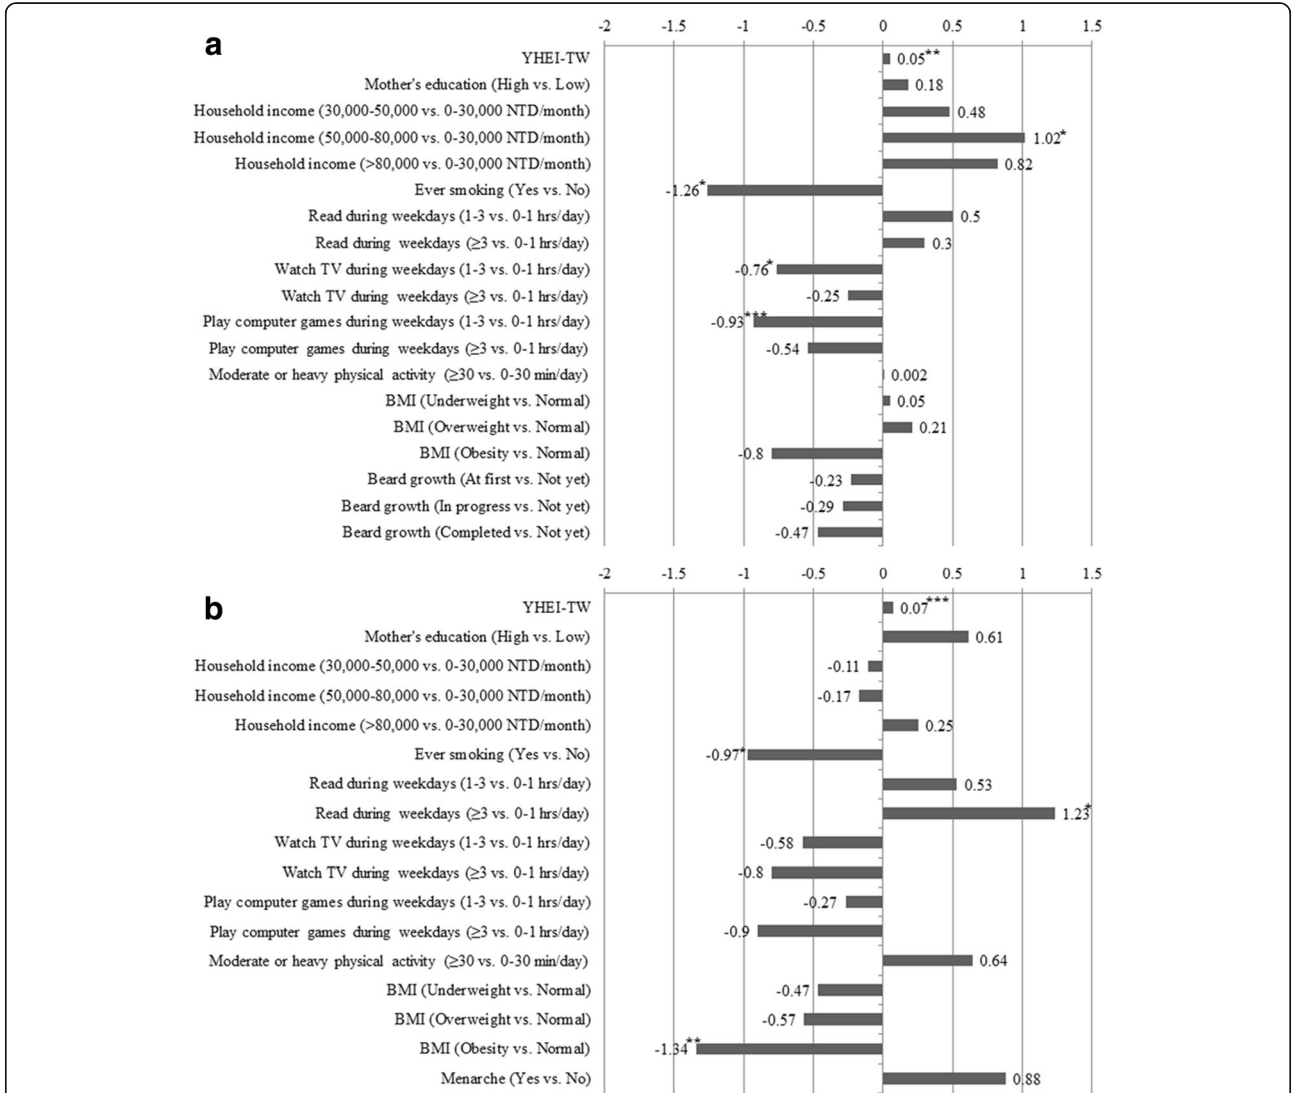 a
-2 -1.5 -1 -0.5 0 0.5 1 1.5
YHEI-TW 0.05**
Mother's education (High vs. Low) 0.18
Household income (30,000-50,000 vs. 0-30,000 NTD/month) 0.48
Household income (50,000-80,000 vs. 0-30,000 NTD/month) 1.02*
Household income (>80,000 vs. 0-30,000 NTD/month) 0.82
Ever smoking (Yes vs. No) -1.26*
Read during weekdays (1-3 vs. 0-1 hrs/day) 0.5
Read during weekdays (≥3 vs. 0-1 hrs/day) 0.3
Watch TV during weekdays (1-3 vs. 0-1 hrs/day) -0.76*
Watch TV during weekdays (≥3 vs. 0-1 hrs/day) -0.25
Play computer games during weekdays (1-3 vs. 0-1 hrs/day) -0.93***
Play computer games during weekdays (≥3 vs. 0-1 hrs/day) -0.54
Moderate or heavy physical activity (≥30 vs. 0-30 min/day) 0.002
BMI (Underweight vs. Normal) 0.05
BMI (Overweight vs. Normal) 0.21
BMI (Obesity vs. Normal) -0.8
Beard growth (At first vs. Not yet) -0.23
Beard growth (In progress vs. Not yet) -0.29
Beard growth (Completed vs. Not yet) -0.47
b
-2 -1.5 -1 -0.5 0 0.5 1 1.5
YHEI-TW 0.07***
Mother's education (High vs. Low) 0.61
Household income (30,000-50,000 vs. 0-30,000 NTD/month) -0.11
Household income (50,000-80,000 vs. 0-30,000 NTD/month) -0.17
Household income (>80,000 vs. 0-30,000 NTD/month) 0.25
Ever smoking (Yes vs. No) -0.97*
Read during weekdays (1-3 vs. 0-1 hrs/day) 0.53
Read during weekdays (≥3 vs. 0-1 hrs/day) 1.23*
Watch TV during weekdays (1-3 vs. 0-1 hrs/day) -0.58
Watch TV during weekdays (≥3 vs. 0-1 hrs/day) -0.8
Play computer games during weekdays (1-3 vs. 0-1 hrs/day) -0.27
Play computer games during weekdays (≥3 vs. 0-1 hrs/day) -0.9
Moderate or heavy physical activity (≥30 vs. 0-30 min/day) 0.64
BMI (Underweight vs. Normal) -0.47
BMI (Overweight vs. Normal) -0.57
BMI (Obesity vs. Normal) -1.34**
Menarche (Yes vs. No) 0.88